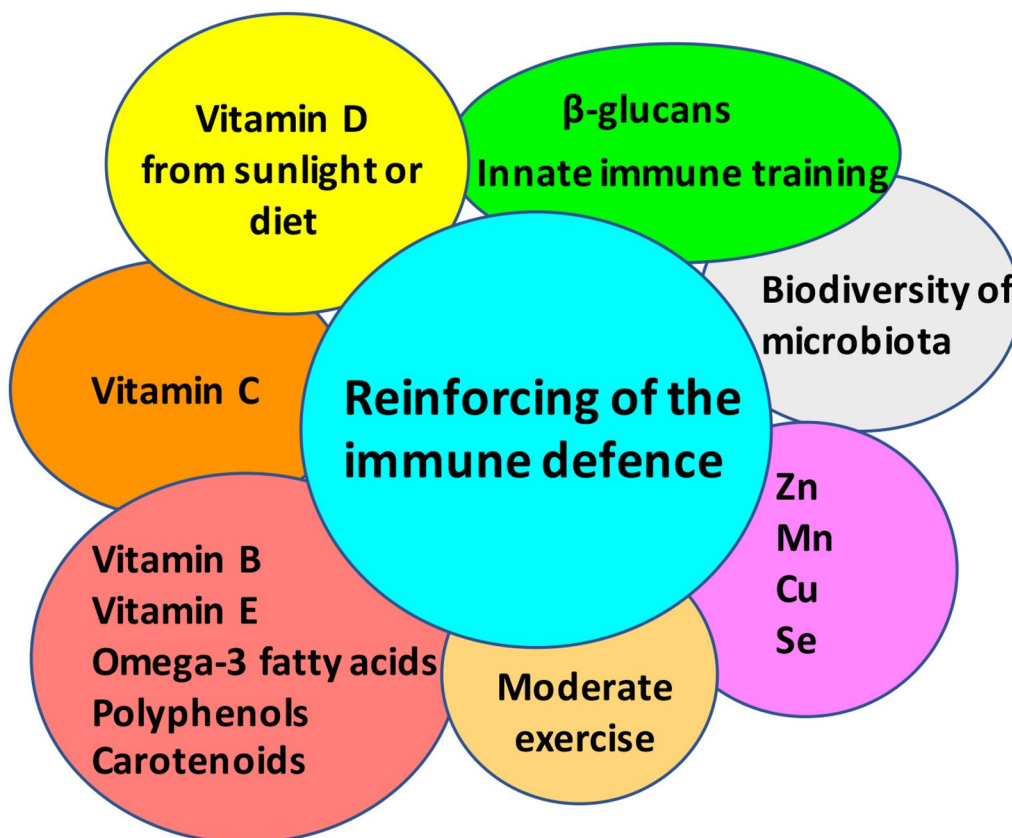 Vitamin D
from sunlight or
diet
β-glucans
Innate immune training
Biodiversity of
microbiota
Vitamin C
Reinforcing of the
immune defence
Zn
Mn
Cu
Se
Vitamin B
Vitamin E
Omega-3 fatty acids
Polyphenols
Carotenoids
Moderate
exercise